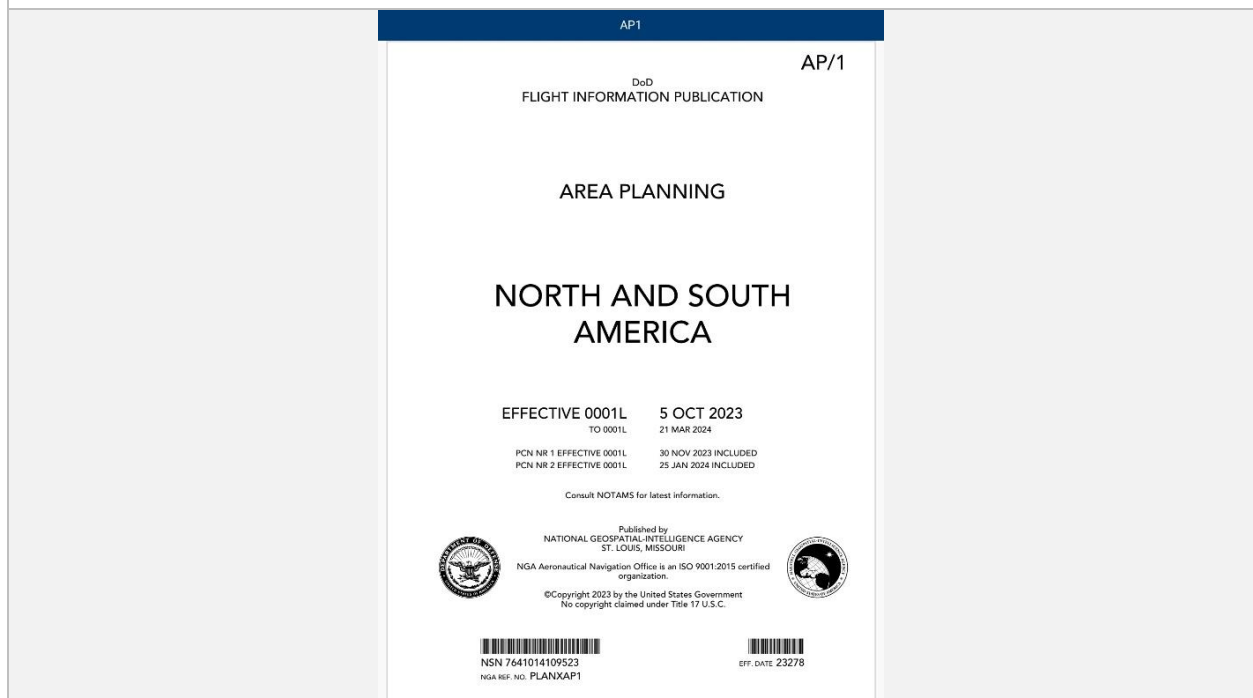 AP1
AP/1
DoD
FLIGHT INFORMATION PUBLICATION
AREA PLANNING
NORTH AND SOUTH
AMERICA
EFFECTIVE 0001L 5 OCT 2023
TO 0001L 21 MAR 2024
PCN NR 1 EFFECTIVE 0001L 30 NOV 2023 INCLUDED
PCN NR 2 EFFECTIVE 0001L 25 JAN 2024 INCLUDED
Consult NOTAMS for latest information.
Published by
NATIONAL GEOSPATIAL-INTELLIGENCE AGENCY
ST. LOUIS, MISSOURI
NGA Aeronautical Navigation Office is an ISO 9001:2015 certified
organization.
©Copyright 2023 by the United States Government
No copyright claimed under Title 17 U.S.C.
DEPARTMENT OF DEFENSE
NSN 7641014109523
EFF. DATE 23278
NGA REF. NO. PLANXAP1